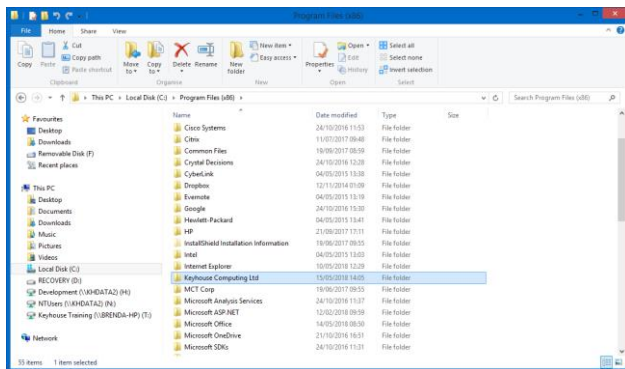 Program Files (x86)
File Home Share View
Copy
Paste
Cut
Copy path
Paste shortcut
Move to
Copy to
Delete
Rename
New folder
New item
Easy access
Properties
Open
Edit
History
Select all
Select none
Invert selection
Clipboard Organise New Open Select
This PC Local Disk (C:) Program Files (x86) Search Program Files (x86)
Name Date modified Type Size
Favourites
Desktop
Downloads
Removable Disk (F)
Recent places
This PC
Desktop
Documents
Downloads
Music
Pictures
Videos
Local Disk (C:)
RECOVERY (D:)
Development (\\KHDATA2) (H:)
NTUsers (\\KHDATA2) (N:)
Keyhouse Training (\\BRENDA-HP) (T:)
Network
Cisco Systems 24/10/2016 11:53 File folder
Citrix 11/07/2017 09:48 File folder
Common Files 19/09/2017 08:59 File folder
Crystal Decisions 24/10/2016 12:28 File folder
CyberLink 04/05/2015 13:38 File folder
Dropbox 12/11/2014 01:09 File folder
Evernote 04/05/2015 13:19 File folder
Google 24/10/2016 15:30 File folder
Hewlett-Packard 04/05/2015 13:41 File folder
HP 21/09/2017 17:11 File folder
InstallShield Installation Information 19/06/2017 09:55 File folder
Intel 04/05/2015 13:03 File folder
Internet Explorer 10/05/2018 12:29 File folder
Keyhouse Computing Ltd 15/05/2018 14:05 File folder
MCT Corp 19/06/2017 09:55 File folder
Microsoft Analysis Services 24/10/2016 11:37 File folder
Microsoft ASP.NET 12/02/2018 09:59 File folder
Microsoft Office 14/05/2018 08:50 File folder
Microsoft OneDrive 21/10/2016 16:51 File folder
Microsoft SDKs 24/10/2016 11:31 File folder
55 items 1 item selected